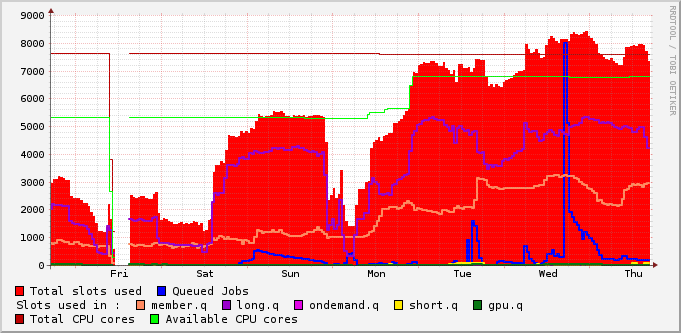 RRDTOOL / TOBI OETIKER
9000
8000
7000
6000
5000
4000
3000
2000
1000
0
Fri Sat Sun Mon Tue Wed Thu
Total slots used Queued Jobs
Slots used in : member.q long.q ondemand.q short.q gpu.q
Total CPU cores Available CPU cores